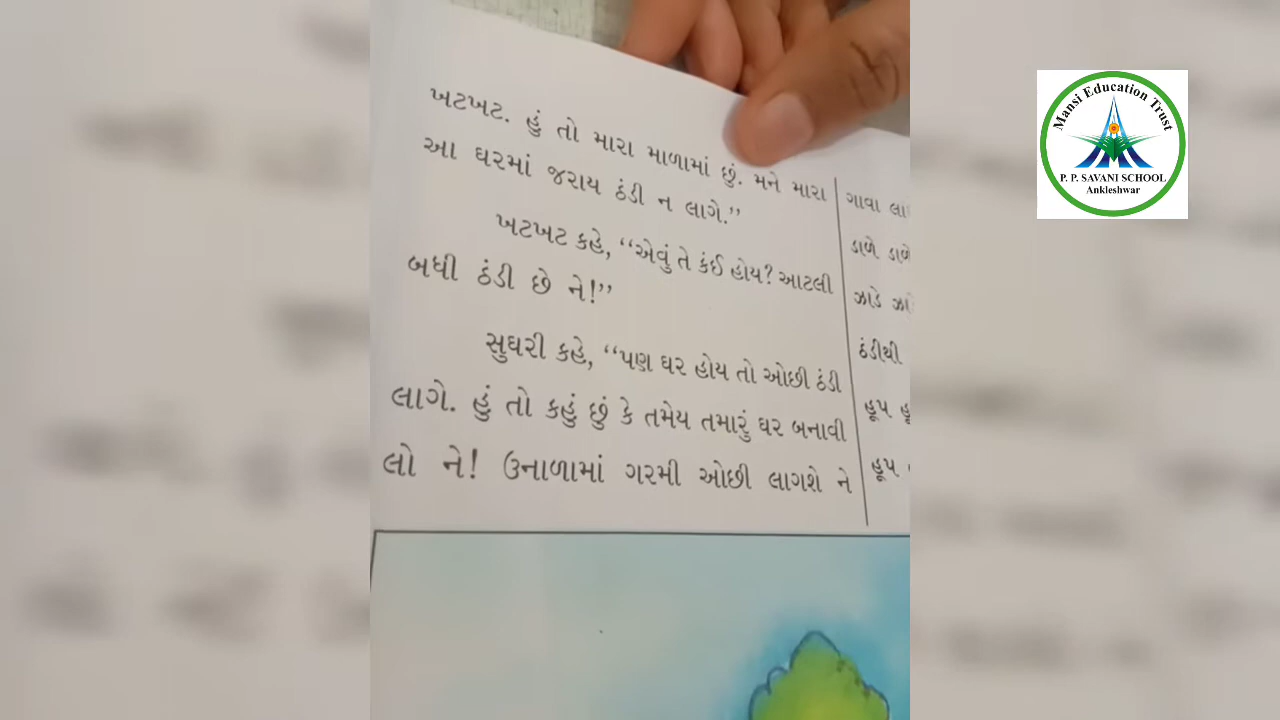 ખટખટ. હું તો મારા માળામાં છું. મને મારા
આ ઘરમાં જરાય ઠંડી ન લાગે.”
ખટખટ કહે, “એવું તે કંઈ હોય? આટલી
બધી ઠંડી છે ને!”
સુઘરી કહે, “પણ ઘર હોય તો ઓછી ઠંડી
લાગે. હું તો કહું છું કે તમેય તમારું ઘર બનાવી
લો ને! ઉનાળામાં ગરમી ઓછી લાગશે ને
ગાવા
ડાળે ડાળે
ઝાડે
ઠંડીથી
હૂપ
હૂપ
Mansi Education Trust
P. P. SAVANI SCHOOL
Ankleshwar